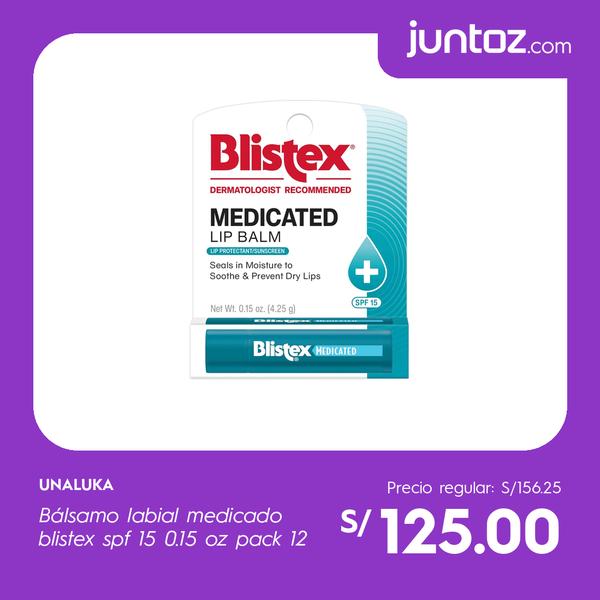 juntoz.com
Blistex®
DERMATOLOGIST RECOMMENDED
MEDICATED
LIP BALM
LIP PROTECTANT/SUNSCREEN
Seals in Moisture to
Soothe & Prevent Dry Lips
SPF 15
Net Wt. 0.15 oz. (4.25 g)
Blistex® MEDICATED
UNALUKA
Bálsamo labial medicado
blistex spf 15 0.15 oz pack 12
Precio regular: S/156.25
S/125.00